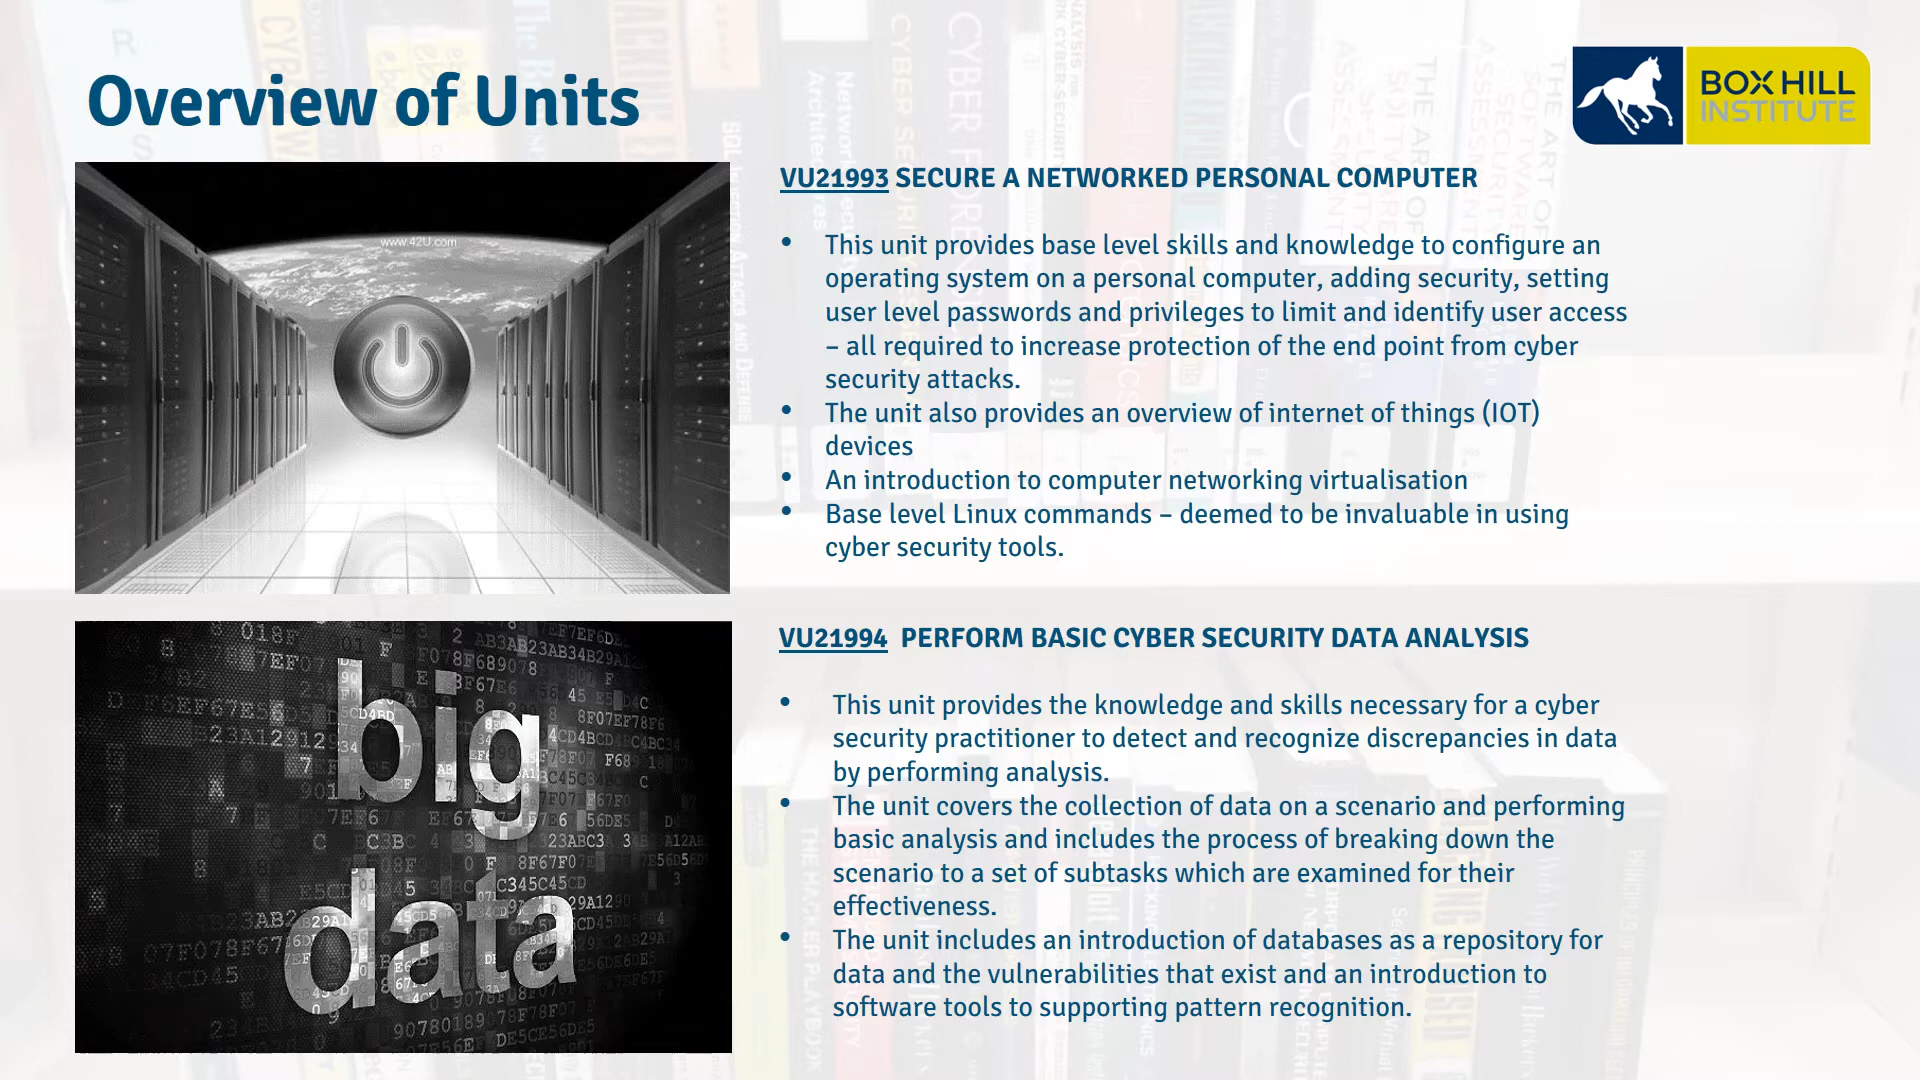 Overview of Units
BOX HILL
INSTITUTE
www.42U.com
VU21993 SECURE A NETWORKED PERSONAL COMPUTER
• This unit provides base level skills and knowledge to configure an
operating system on a personal computer, adding security, setting
user level passwords and privileges to limit and identify user access
– all required to increase protection of the end point from cyber
security attacks.
• The unit also provides an overview of internet of things (IOT)
devices
• An introduction to computer networking virtualisation
• Base level Linux commands – deemed to be invaluable in using
cyber security tools.
big
data
VU21994 PERFORM BASIC CYBER SECURITY DATA ANALYSIS
• This unit provides the knowledge and skills necessary for a cyber
security practitioner to detect and recognize discrepancies in data
by performing analysis.
• The unit covers the collection of data on a scenario and performing
basic analysis and includes the process of breaking down the
scenario to a set of subtasks which are examined for their
effectiveness.
• The unit includes an introduction of databases as a repository for
data and the vulnerabilities that exist and an introduction to
software tools to supporting pattern recognition.